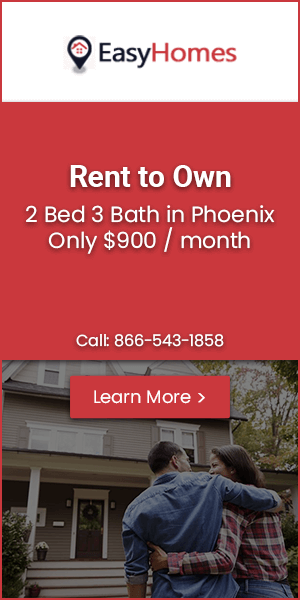 EasyHomes
Rent to Own
2 Bed 3 Bath in Phoenix
Only $900 / month
Call: 866-543-1858
Learn More >